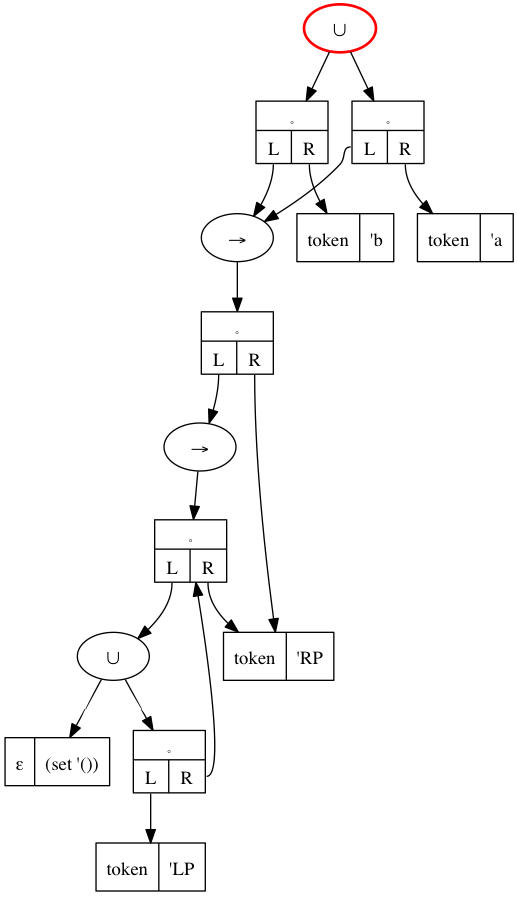 ∪
◦ ◦
L R L R
→ token 'b token 'a
◦
L R
→
◦
L R
∪ token 'RP
ε (set '()) ◦
L R
token 'LP